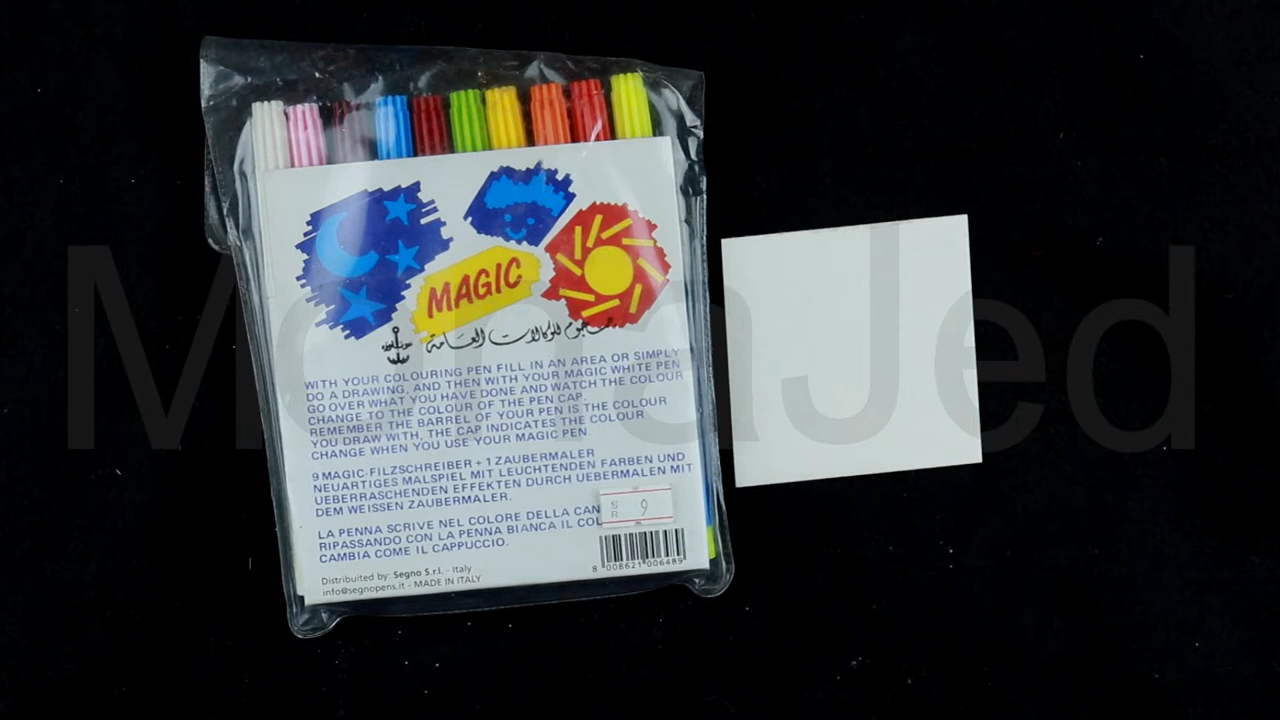 MAGIC
للوكالات العامة
WITH YOUR COLOURING PEN FILL IN AN AREA OR SIMPLY
DO A DRAWING, AND THEN WITH YOUR MAGIC WHITE PEN
GO OVER WHAT YOU HAVE DONE AND WATCH THE COLOUR
CHANGE TO THE COLOUR OF THE PEN CAP.
REMEMBER THE BARREL OF YOUR PEN IS THE COLOUR
YOU DRAW WITH, THE CAP INDICATES THE COLOUR
CHANGE WHEN YOU USE YOUR MAGIC PEN.
9 MAGIC-FILZSCHREIBER + 1 ZAUBERMALER
NEUARTIGES MALSPIEL MIT LEUCHTENDEN FARBEN UND
UEBERRASCHENDEN EFFEKTEN DURCH UEBERMALEN MIT
DEM WEISSEN ZAUBERMALER.
SR 9
LA PENNA SCRIVE NEL COLORE DELLA CAN
RIPASSANDO CON LA PENNA BIANCA IL COL
CAMBIA COME IL CAPPUCCIO.
Distribuited by: Segno S.r.l. - Italy
info@segnopens.it - MADE IN ITALY
8 008621 006489